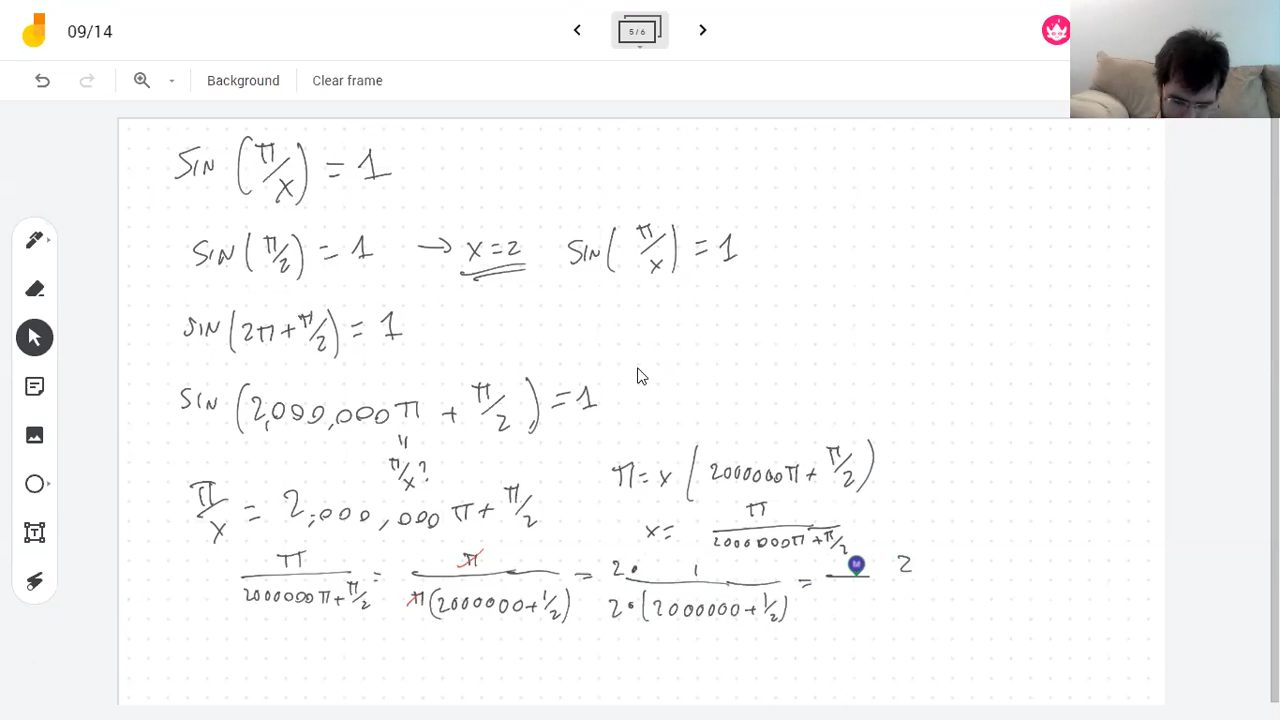 09/14
5 / 6
Background
Clear frame
SIN (π/x) = 1
SIN (π/2) = 1 → x = 2 SIN (π/x) = 1
SIN (2π + π/2) = 1
SIN (2,000,000π + π/2) = 1
"
π/x?
π/x = 2,000,000π + π/2
π = x (2000000π + π/2)
x = π/(2000000π + π/2)
π/(2000000π + π/2) = π/(π(2000000 + 1/2)) = 2 • 1/(2 • (2000000 + 1/2)) = 2
M